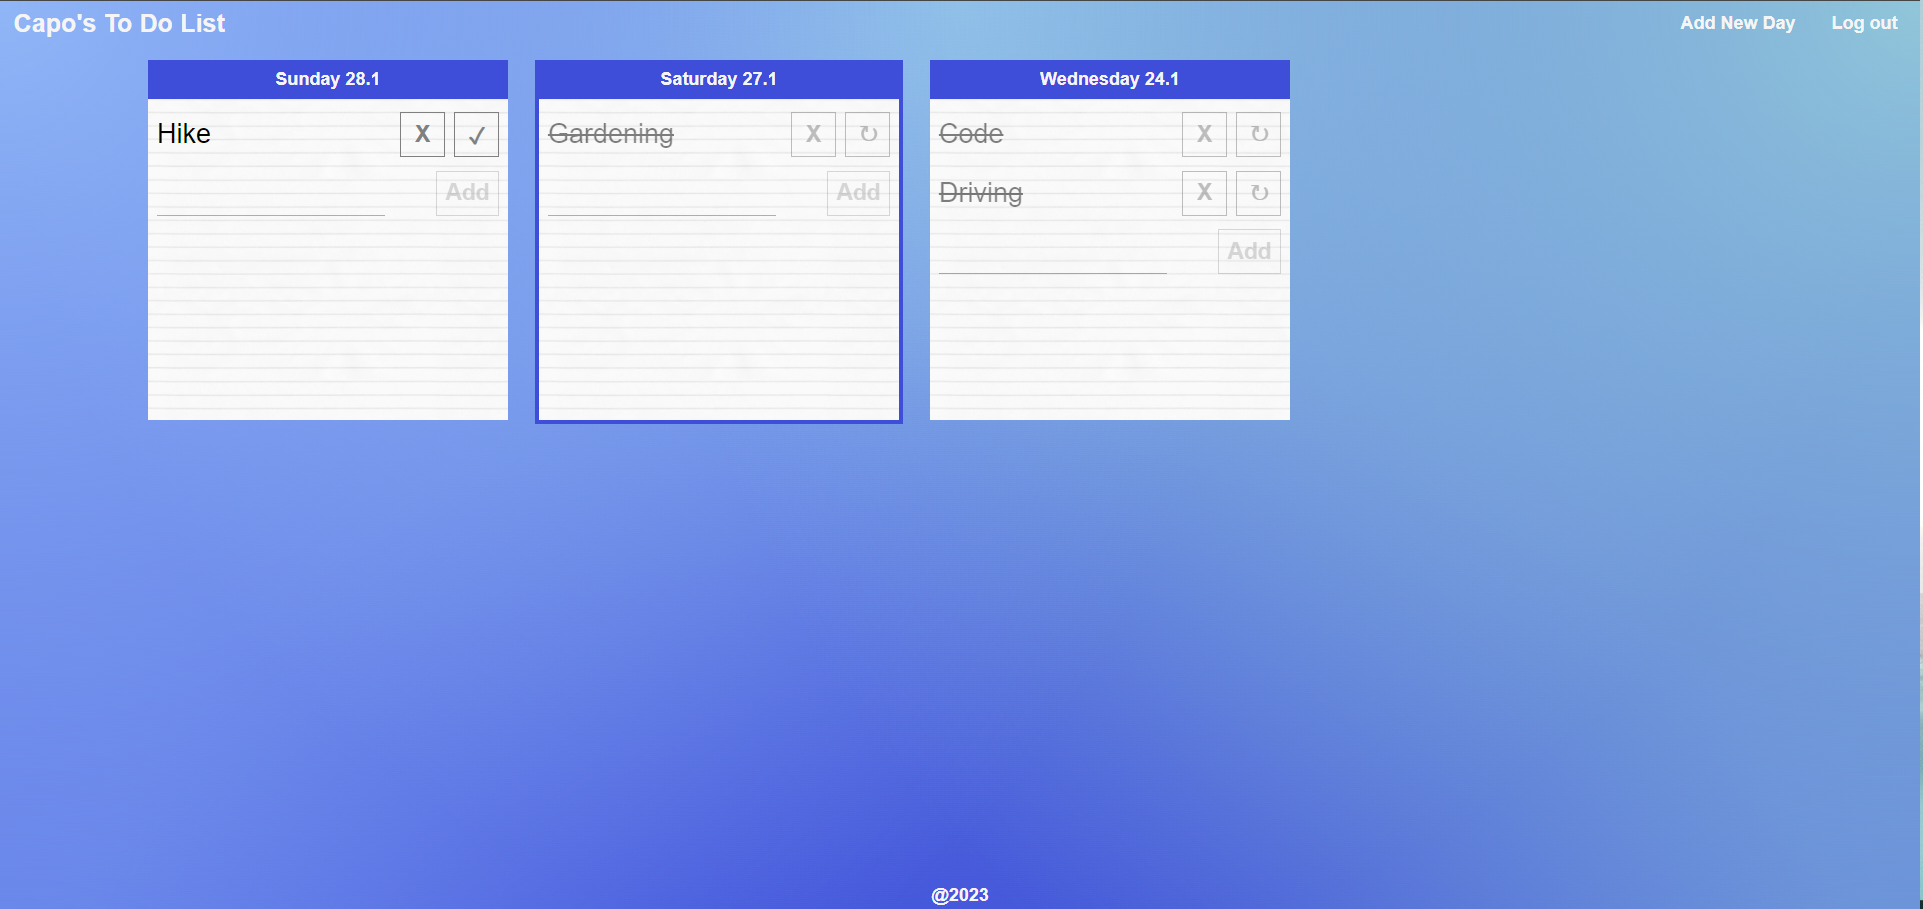 Capo's To Do List
Add New Day
Log out
Sunday 28.1
Hike
X ✓
Add
Saturday 27.1
Gardening
X ↻
Add
Wednesday 24.1
Code
X ↻
Driving
X ↻
Add
@2023